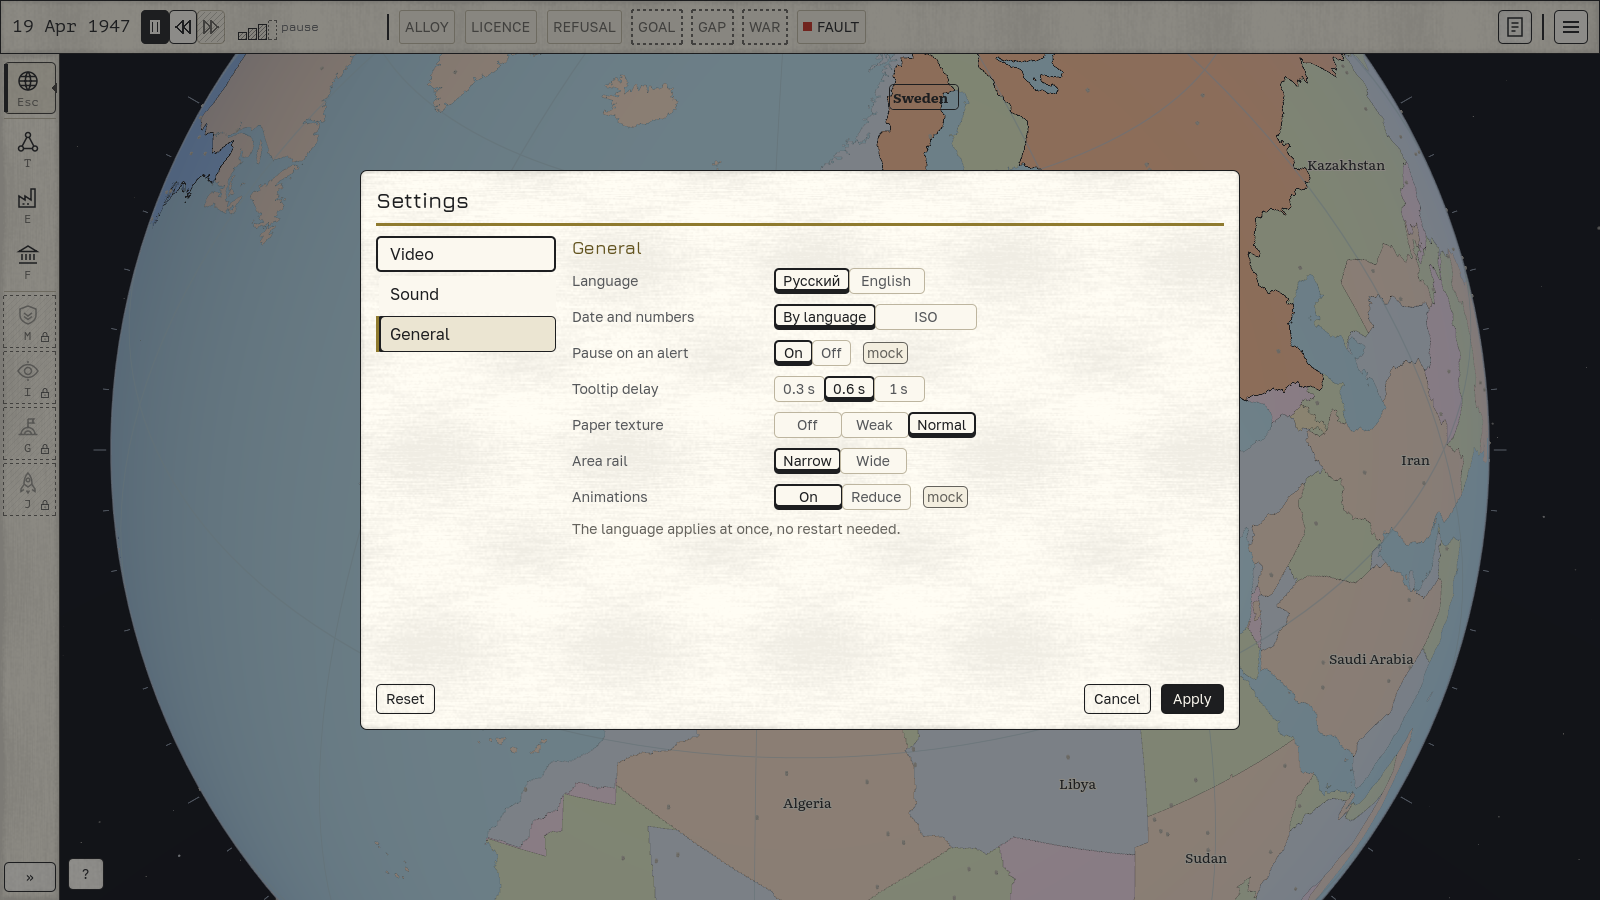 19 Apr 1947 pause ALLOY LICENCE REFUSAL GOAL GAP WAR FAULT
Esc
T
E
F
M
I
G
J
»
?
Sweden
Kazakhstan
Iran
Saudi Arabia
Algeria
Libya
Sudan
Settings
Video
Sound
General
General
Language Русский English
Date and numbers By language ISO
Pause on an alert On Off mock
Tooltip delay 0.3 s 0.6 s 1 s
Paper texture Off Weak Normal
Area rail Narrow Wide
Animations On Reduce mock
The language applies at once, no restart needed.
Reset Cancel Apply